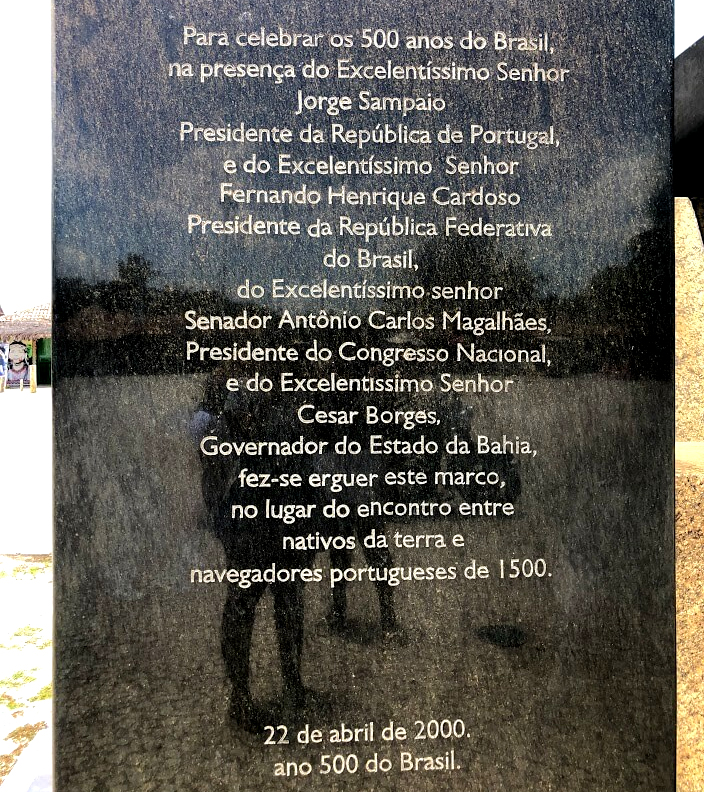 Para celebrar os 500 anos do Brasil,
na presença do Excelentíssimo Senhor
Jorge Sampaio
Presidente da República de Portugal,
e do Excelentíssimo Senhor
Fernando Henrique Cardoso
Presidente da República Federativa
do Brasil,
do Excelentíssimo senhor
Senador Antônio Carlos Magalhães,
Presidente do Congresso Nacional,
e do Excelentissimo Senhor
Cesar Borges,
Governador do Estado da Bahia,
fez-se erguer este marco,
no lugar do encontro entre
nativos da terra e
navegadores portugueses de 1500.
22 de abril de 2000.
ano 500 do Brasil.